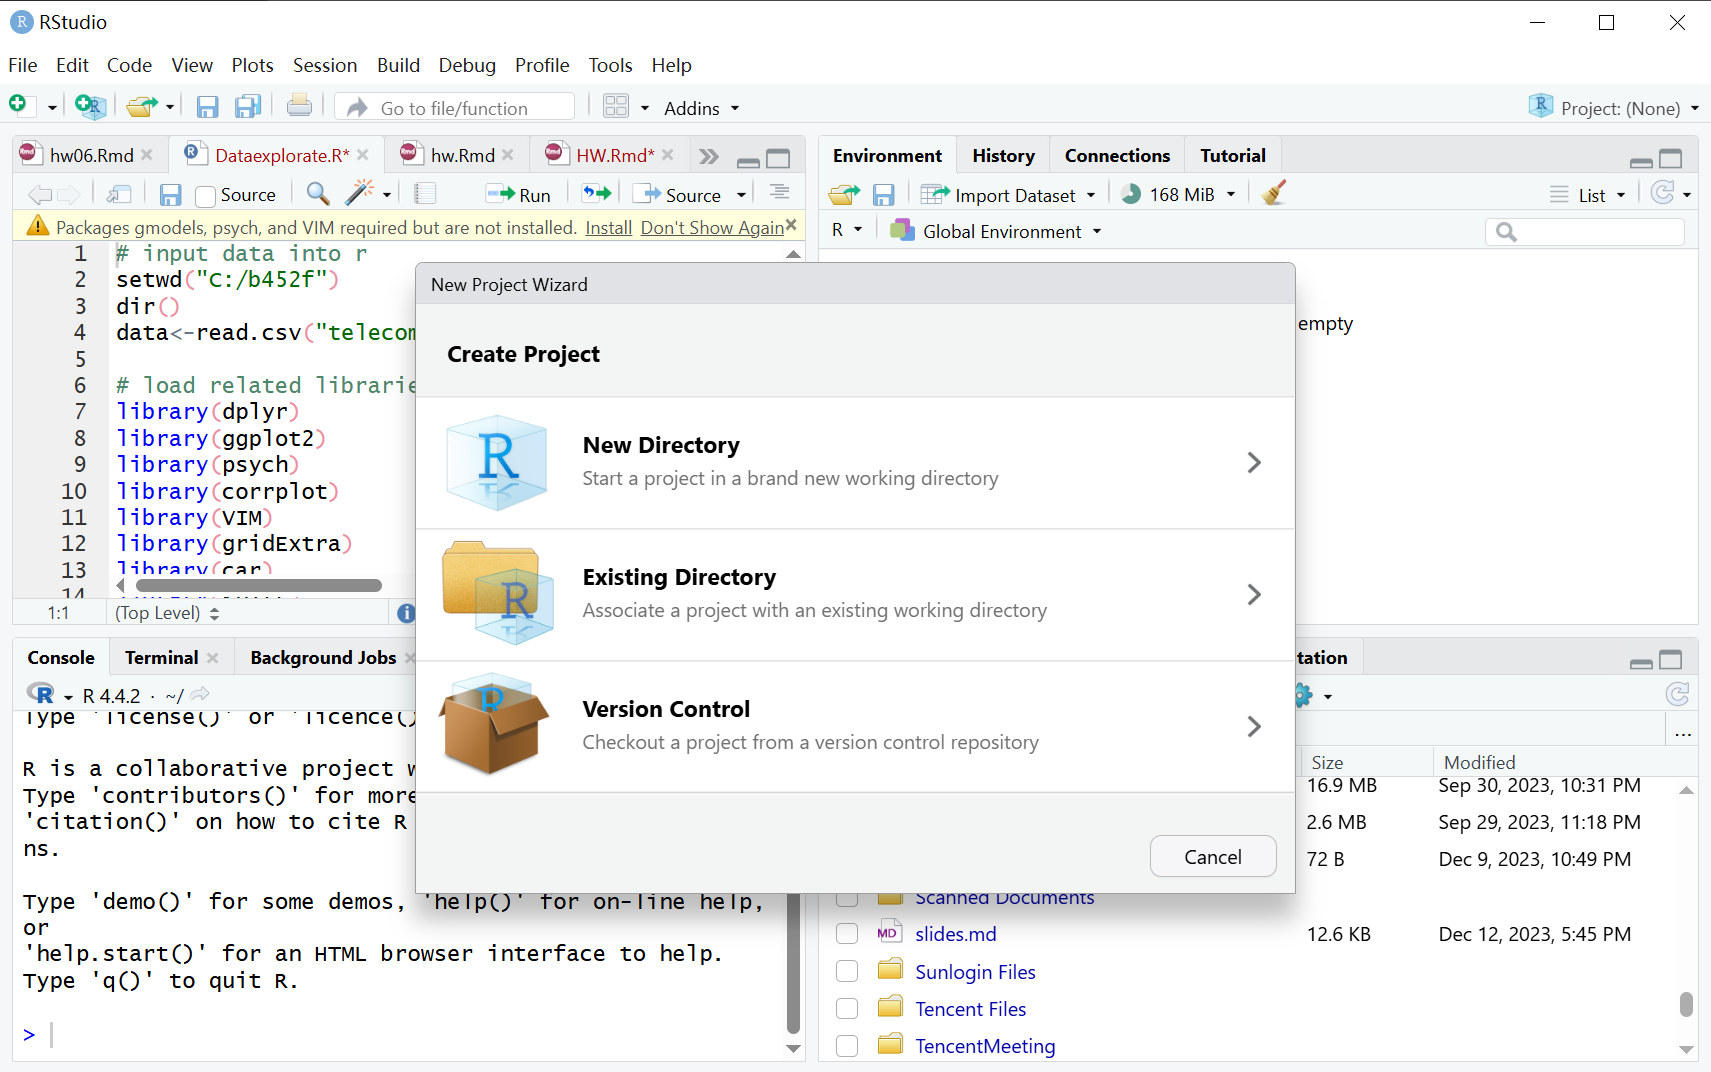 RStudio
File Edit Code View Plots Session Build Debug Profile Tools Help
Go to file/function Addins Project: (None)
hw06.Rmd Dataexplorate.R* hw.Rmd HW.Rmd*
Source Run Source
Packages gmodels, psych, and VIM required but are not installed. Install Don't Show Again
1 # input data into r
2 setwd("C:/b452f")
3 dir()
4 data<-read.csv("telecom
5
6 # load related librarie
7 library(dplyr)
8 library(ggplot2)
9 library(psych)
10 library(corrplot)
11 library(VIM)
12 library(gridExtra)
13 library(car)
14
1:1 (Top Level)
Environment History Connections Tutorial
Import Dataset 168 MiB List
R Global Environment
empty
New Project Wizard
Create Project
New Directory
Start a project in a brand new working directory
Existing Directory
Associate a project with an existing working directory
Version Control
Checkout a project from a version control repository
Cancel
Console Terminal Background Jobs
R 4.4.2 · ~/
Type 'license()' or 'licence()
R is a collaborative project w
Type 'contributors()' for more
'citation()' on how to cite R
ns.
Type 'demo()' for some demos, 'help()' for on-line help,
or
'help.start()' for an HTML browser interface to help.
Type 'q()' to quit R.
>
tation
...
Size Modified
16.9 MB Sep 30, 2023, 10:31 PM
2.6 MB Sep 29, 2023, 11:18 PM
72 B Dec 9, 2023, 10:49 PM
Scanned Documents
MD slides.md 12.6 KB Dec 12, 2023, 5:45 PM
Sunlogin Files
Tencent Files
TencentMeeting